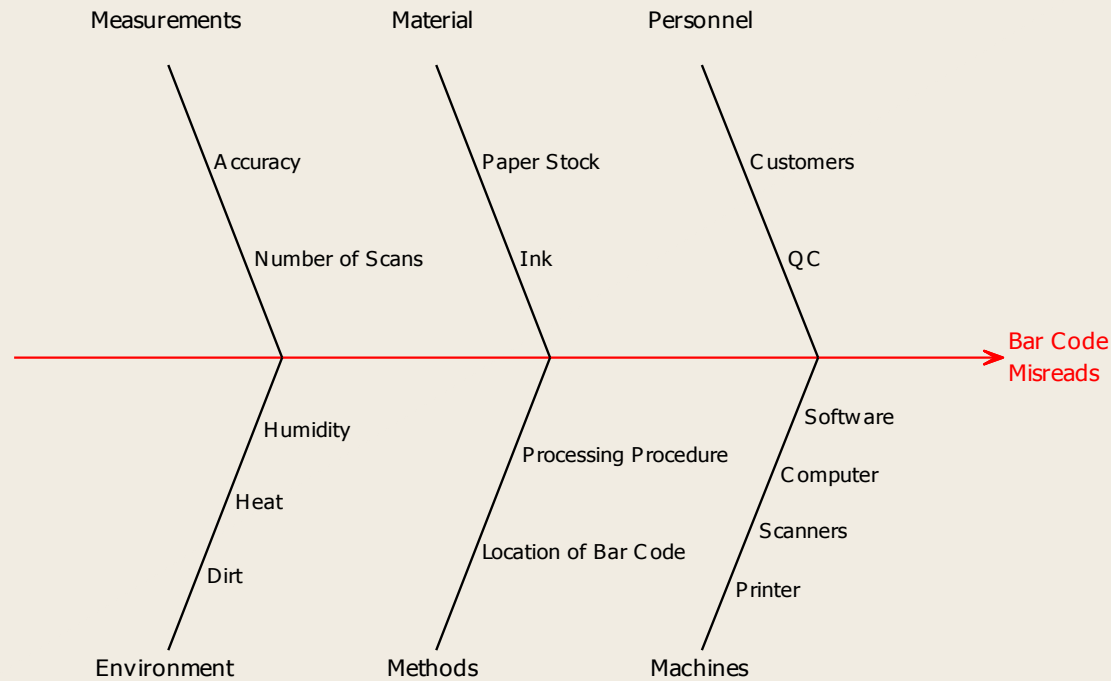 Measurements
Material
Personnel
Accuracy
Paper Stock
Customers
Number of Scans
Ink
QC
Bar Code
Misreads
Software
Humidity
Processing Procedure
Computer
Heat
Scanners
Location of Bar Code
Dirt
Printer
Environment
Methods
Machines